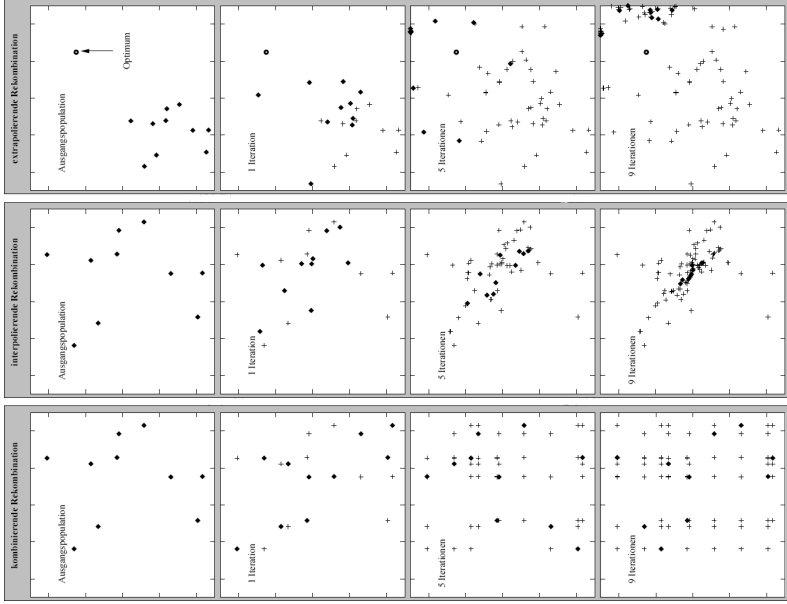 kombinierende Rekombination
interpolierende Rekombination
extrapolierende Rekombination
Ausgangspopulation
Ausgangspopulation
Ausgangspopulation
Optimum
1 Iteration
1 Iteration
1 Iteration
5 Iterationen
5 Iterationen
5 Iterationen
9 Iterationen
9 Iterationen
9 Iterationen